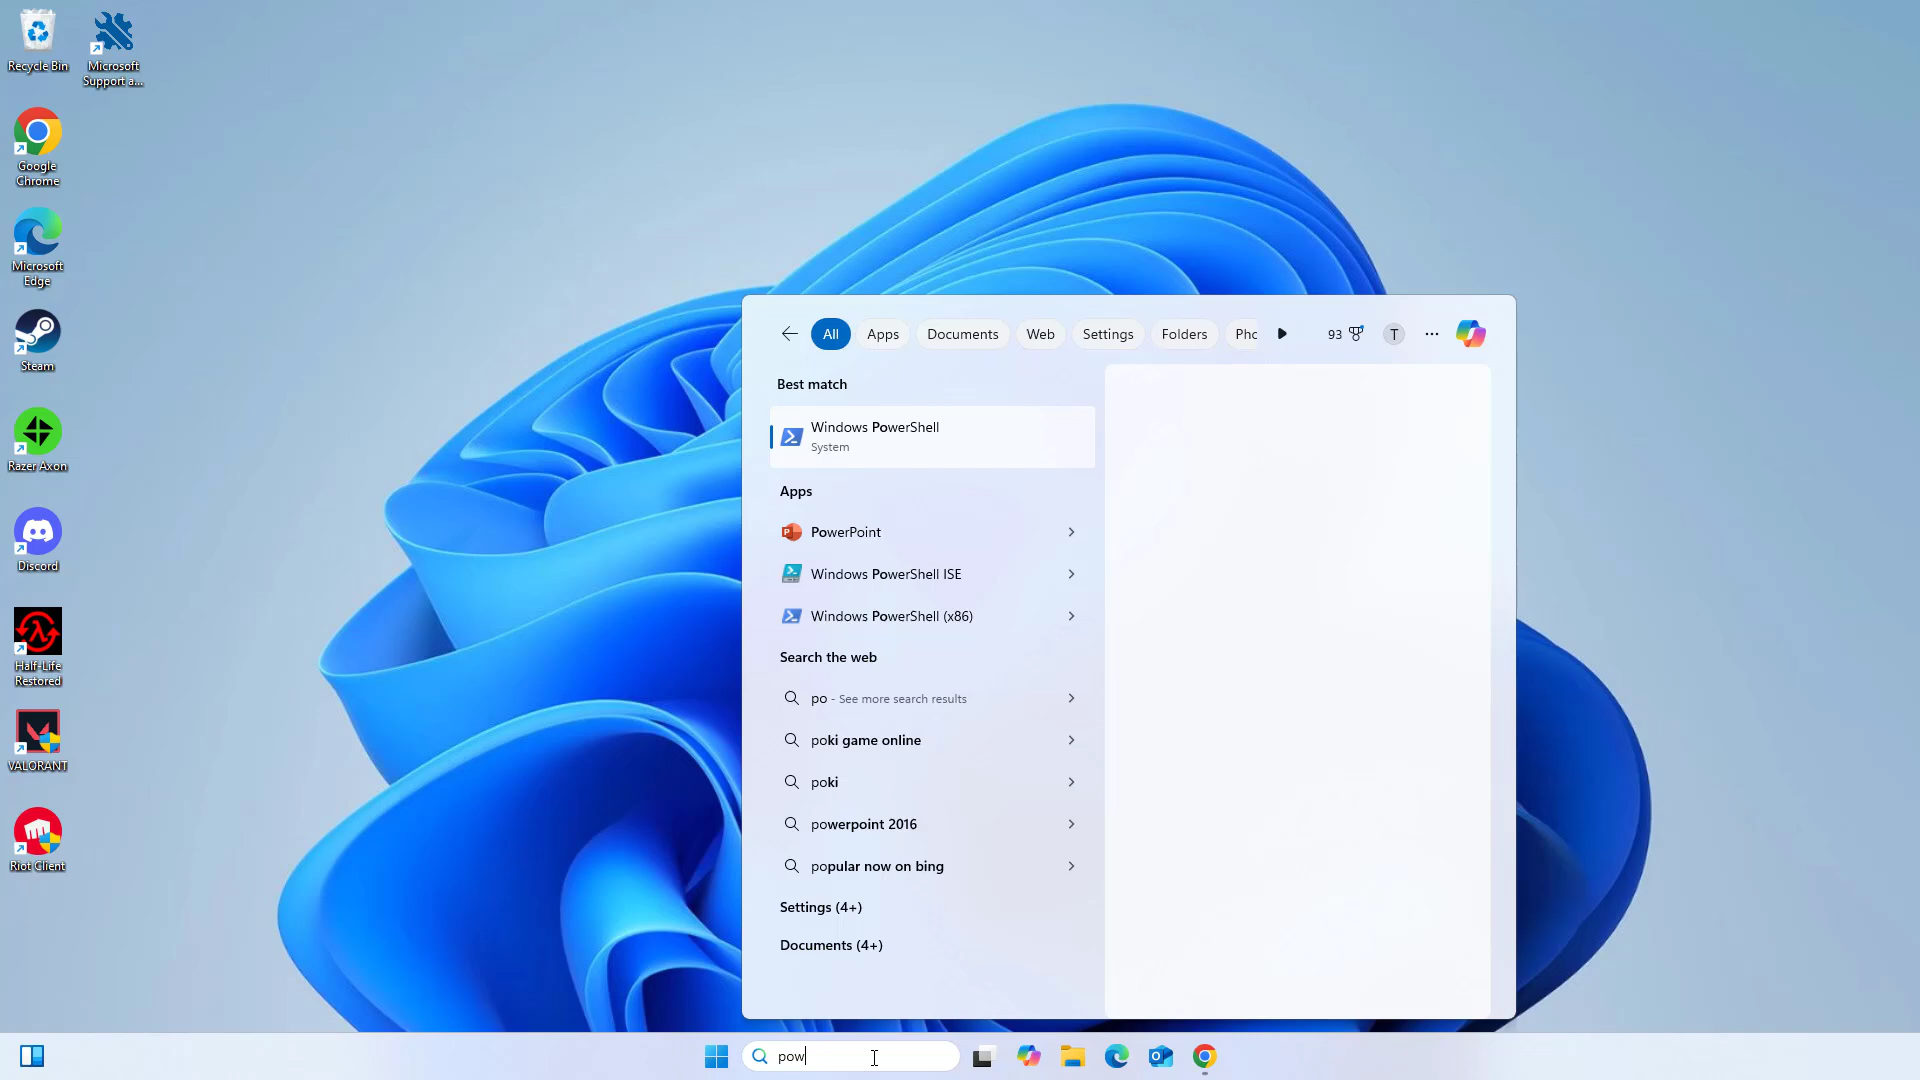 Recycle Bin
Microsoft
Support a...
Google
Chrome
Microsoft
Edge
Steam
Razer Axon
Discord
Half-Life
Restored
VALORANT
Riot Client
All
Apps
Documents
Web
Settings
Folders
Pho
93
T
Best match
Windows PowerShell
System
Apps
PowerPoint
Windows PowerShell ISE
Windows PowerShell (x86)
Search the web
po - See more search results
poki game online
poki
powerpoint 2016
popular now on bing
Settings (4+)
Documents (4+)
pow